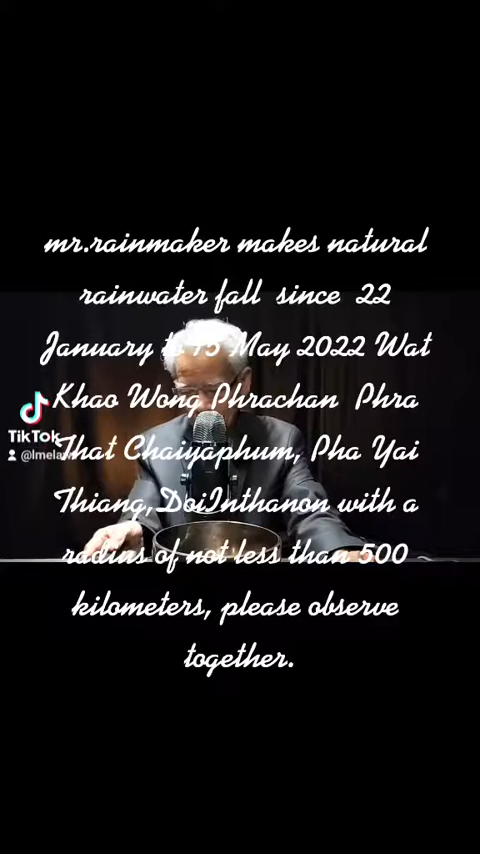 mr.rainmaker makes natural
rainwater fall since 22
January to 15 May 2022 Wat
Khao Wong Phrachan Phra
TikTok
That Chaiyaphum, Pha Yai
Thiang,DoiInthanon with a
radius of not less than 500
kilometers, please observe
together.